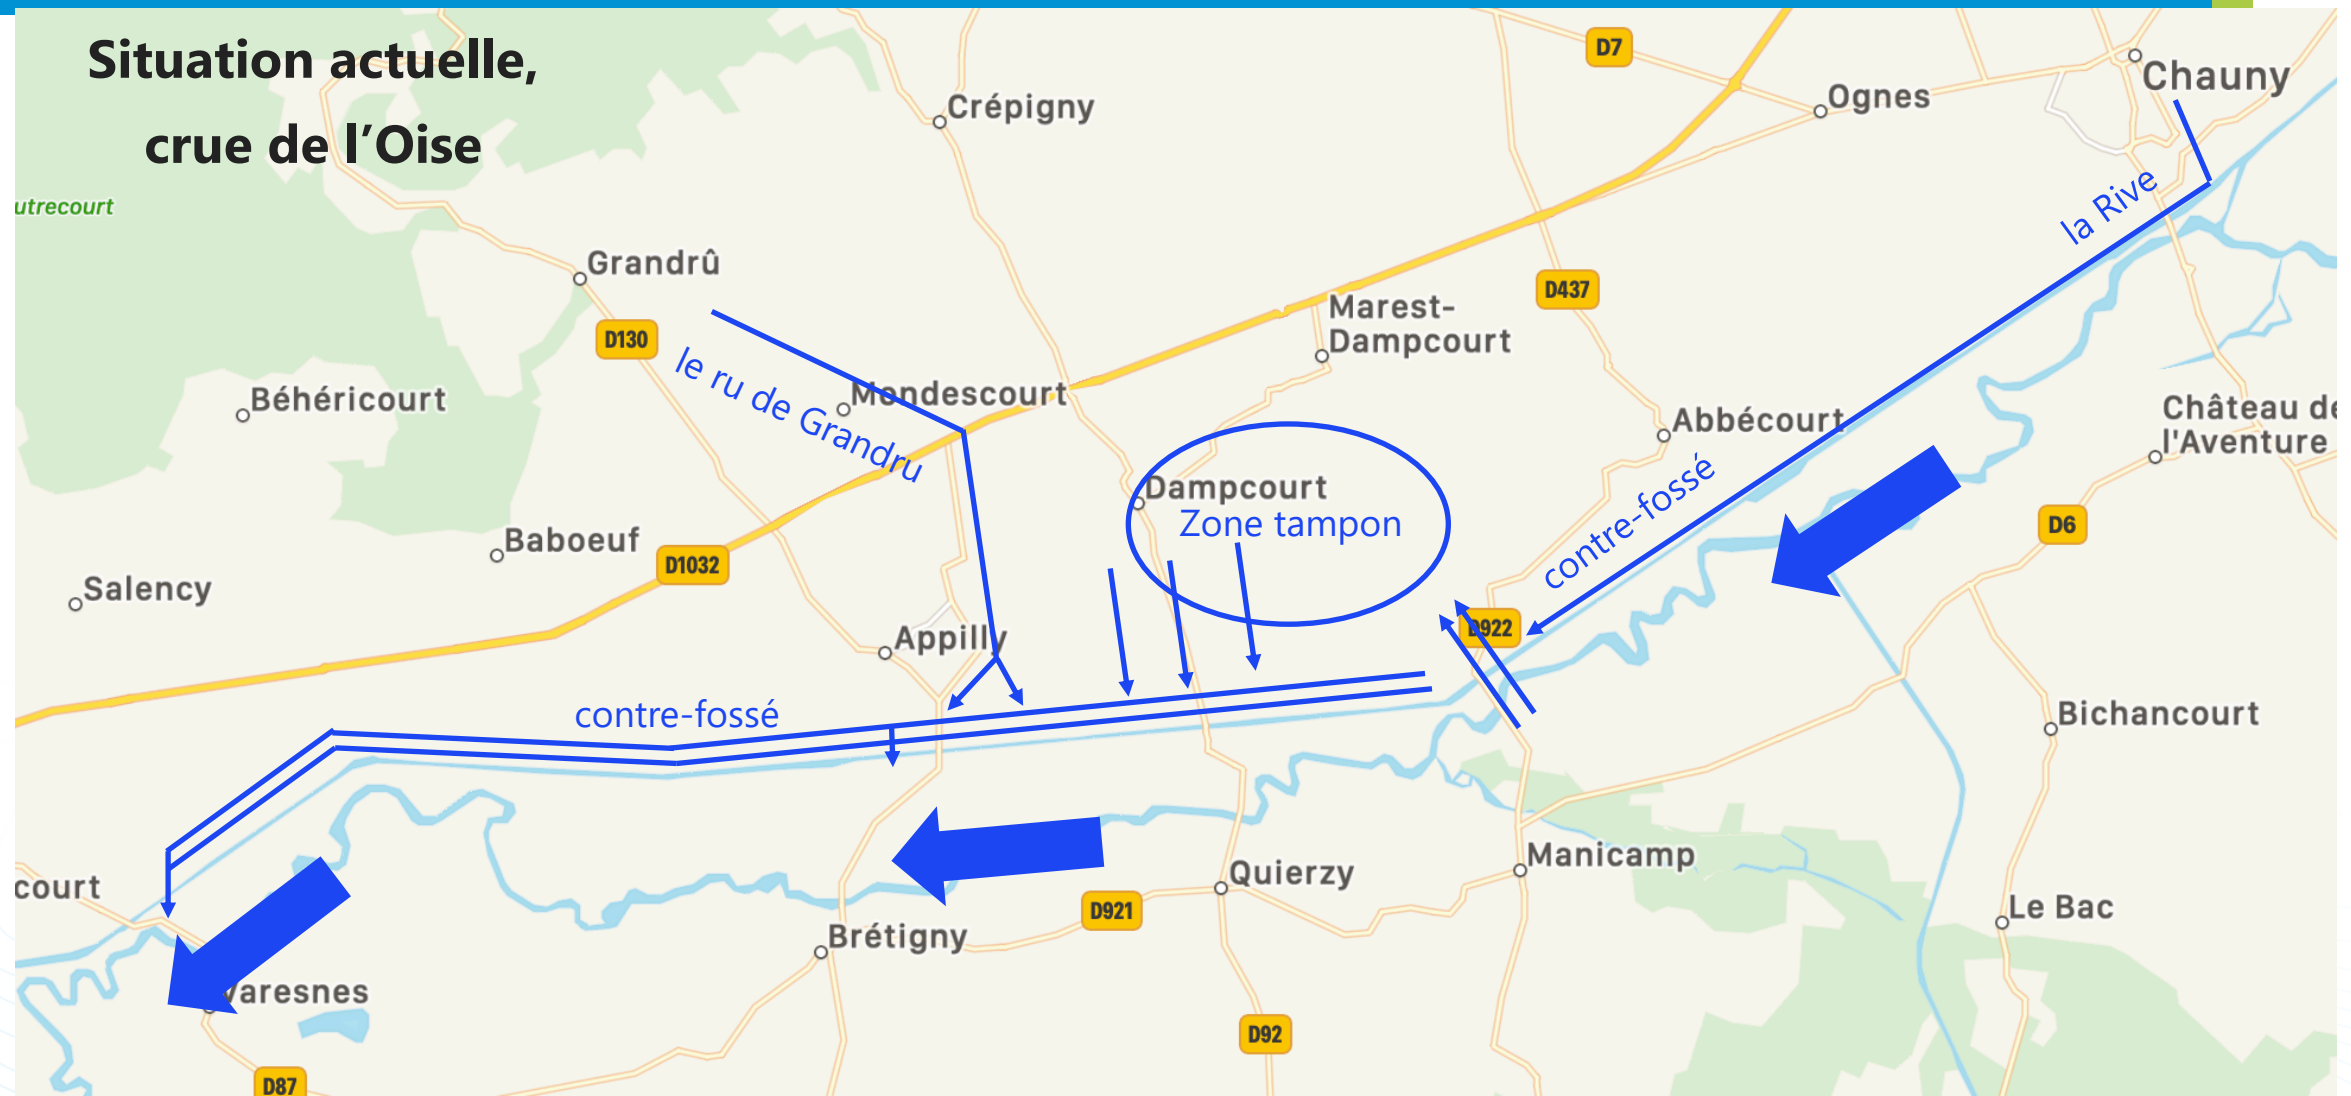 Situation actuelle,
crue de l’Oise
D7
Chauny
Ognes
Crépigny
la Rive
utrecourt
Grandrû
D437
Marest-
Dampcourt
D130
le ru de Grandru
Mondescourt
Béhéricourt
Abbécourt
Château de
l'Aventure
Dampcourt
Zone tampon
contre-fossé
D6
Baboeuf
D1032
Salency
Appilly
D922
contre-fossé
Bichancourt
Manicamp
Quierzy
court
D921
Le Bac
Brétigny
Varesnes
D92
D87